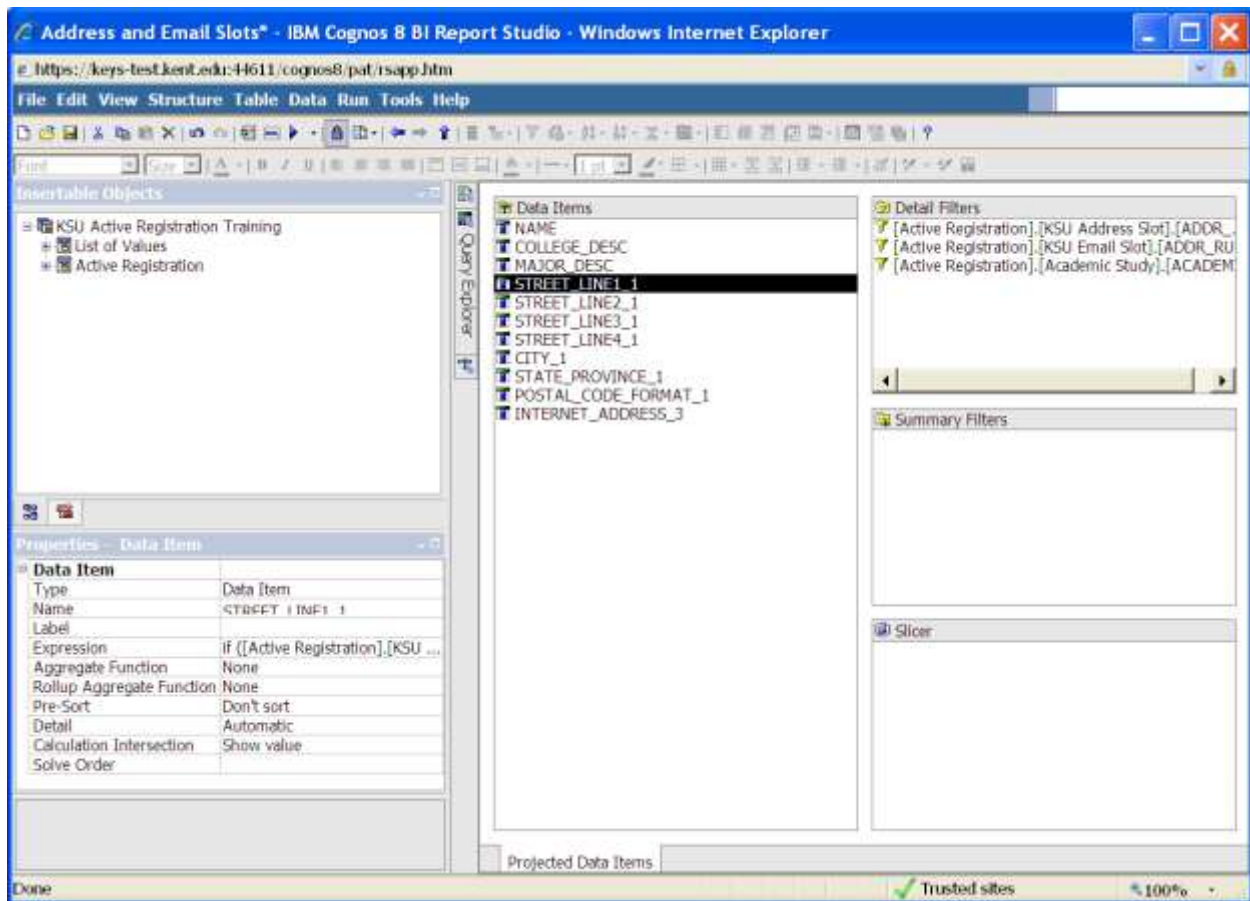 Address and Email Slots* - IBM Cognos 8 BI Report Studio - Windows Internet Explorer
https://keys-test.kent.edu:44611/cognos8/pat/rsapp.htm
File Edit View Structure Table Data Run Tools Help
Font Size 1 pt
Insertable Objects
KSU Active Registration Training
List of Values
Active Registration
Query Explorer
Data Items
NAME
COLLEGE_DESC
MAJOR_DESC
STREET_LINE1_1
STREET_LINE2_1
STREET_LINE3_1
STREET_LINE4_1
CITY_1
STATE_PROVINCE_1
POSTAL_CODE_FORMAT_1
INTERNET_ADDRESS_3
Detail Filters
[Active Registration].[KSU Address Slot].[ADDR_
[Active Registration].[KSU Email Slot].[ADDR_RU
[Active Registration].[Academic Study].[ACADEM
Summary Filters
Slicer
Properties - Data Item
Data Item
Type Data Item
Name STREET_LINE1_1
Label
Expression if ([Active Registration].[KSU ...
Aggregate Function None
Rollup Aggregate Function None
Pre-Sort Don't sort
Detail Automatic
Calculation Intersection Show value
Solve Order
Projected Data Items
Done Trusted sites 100%